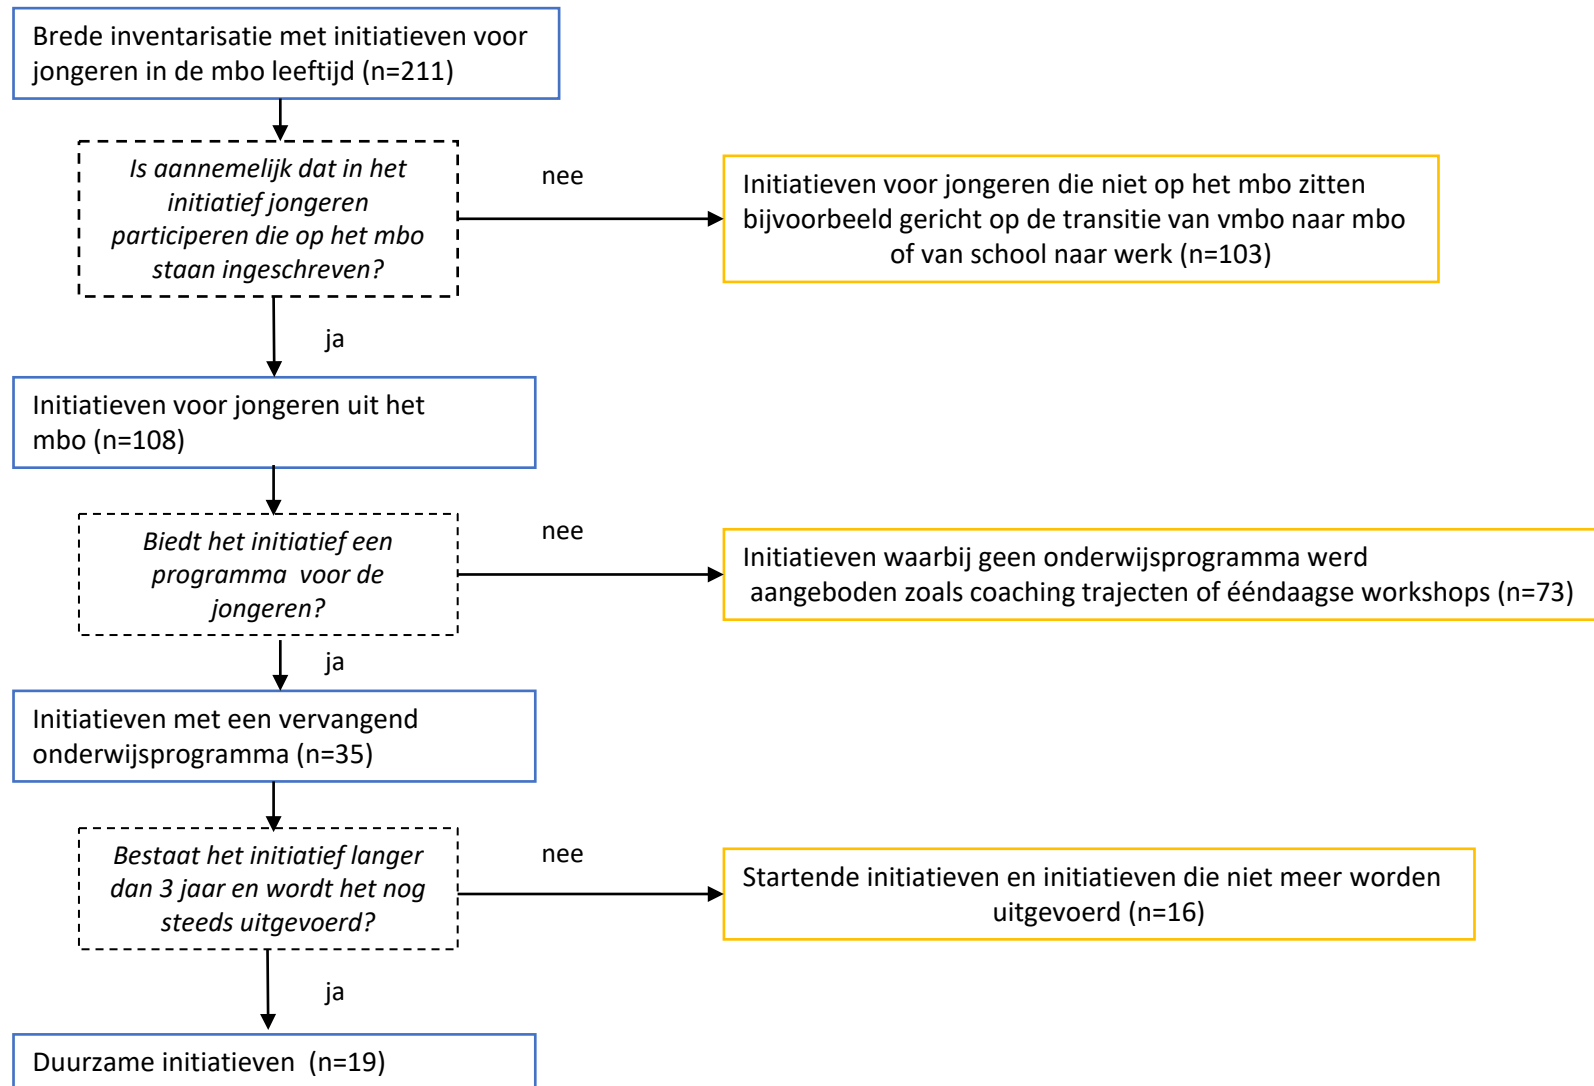 Brede inventarisatie met initiatieven voor
jongeren in de mbo leeftijd (n=211)
Is aannemelijk dat in het
initiatief jongeren
participeren die op het mbo
staan ingeschreven?
nee
Initiatieven voor jongeren die niet op het mbo zitten
bijvoorbeeld gericht op de transitie van vmbo naar mbo
of van school naar werk (n=103)
ja
Initiatieven voor jongeren uit het
mbo (n=108)
Biedt het initiatief een
programma voor de
jongeren?
nee
Initiatieven waarbij geen onderwijsprogramma werd
aangeboden zoals coaching trajecten of ééndaagse workshops (n=73)
ja
Initiatieven met een vervangend
onderwijsprogramma (n=35)
Bestaat het initiatief langer
dan 3 jaar en wordt het nog
steeds uitgevoerd?
nee
Startende initiatieven en initiatieven die niet meer worden
uitgevoerd (n=16)
ja
Duurzame initiatieven (n=19)